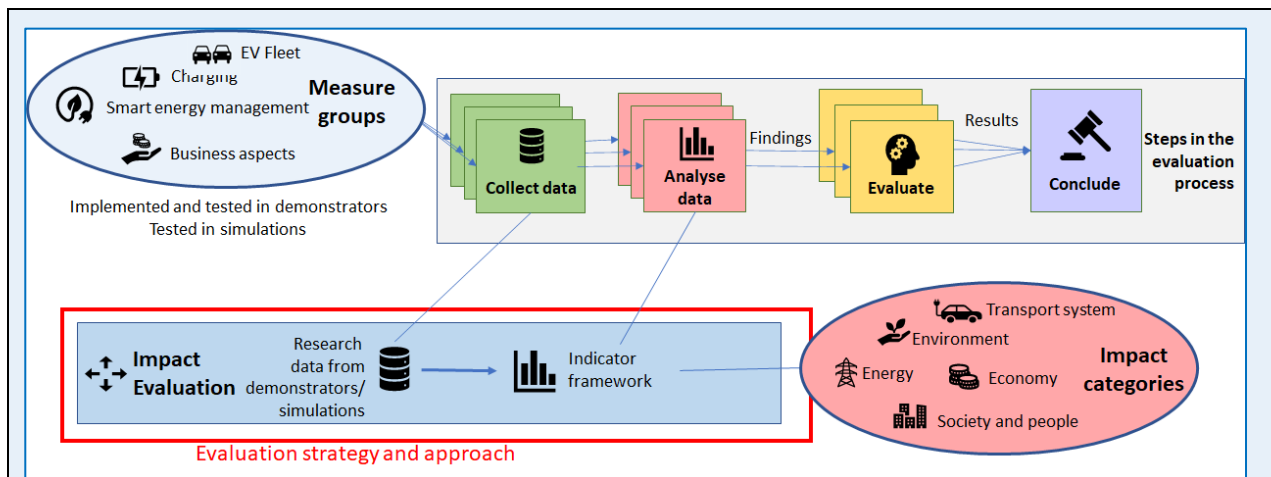 EV Fleet
Charging
Smart energy management
Measure
groups
Business aspects
Implemented and tested in demonstrators
Tested in simulations
Collect data
Analyse
data
Findings
Evaluate
Results
Conclude
Steps in the
evaluation
process
Impact
Evaluation
Research
data from
demonstrators/
simulations
Indicator
framework
Evaluation strategy and approach
Transport system
Environment
Energy
Economy
Society and people
Impact
categories